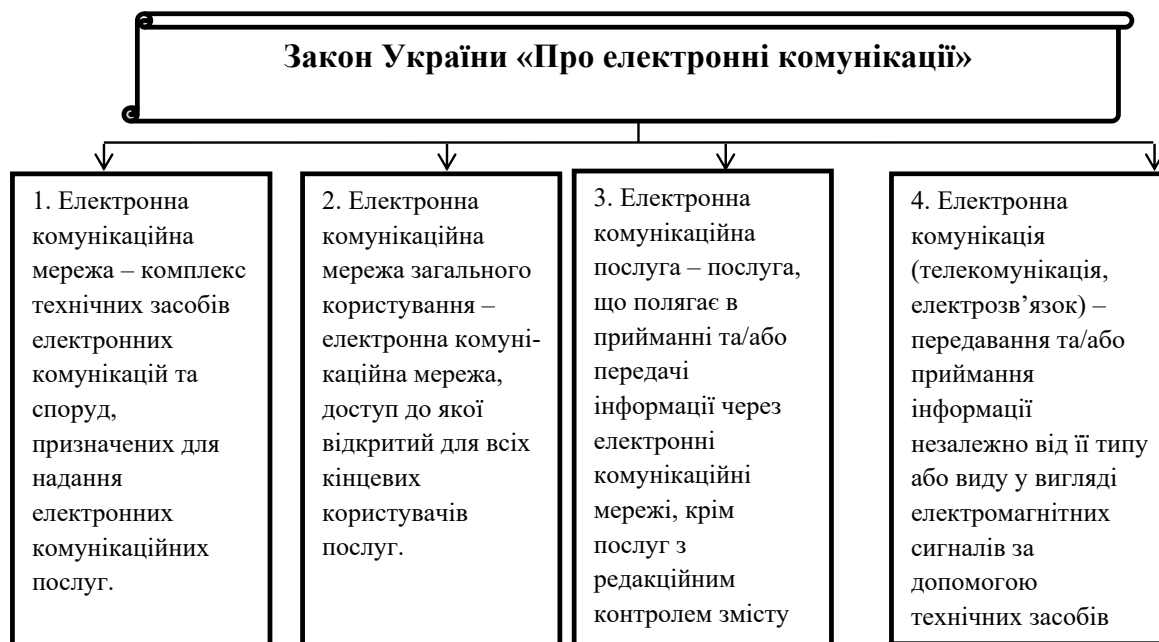 Закон України «Про електронні комунікації»
1. Електронна
комунікаційна
мережа – комплекс
технічних засобів
електронних
комунікацій та
споруд,
призначених для
надання
електронних
комунікаційних
послуг.
2. Електронна
комунікаційна
мережа загального
користування –
електронна комуні-
каційна мережа,
доступ до якої
відкритий для всіх
кінцевих
користувачів
послуг.
3. Електронна
комунікаційна
послуга – послуга,
що полягає в
прийманні та/або
передачі
інформації через
електронні
комунікаційні
мережі, крім
послуг з
редакційним
контролем змісту
4. Електронна
комунікація
(телекомунікація,
електрозв’язок) –
передавання та/або
приймання
інформації
незалежно від її типу
або виду у вигляді
електромагнітних
сигналів за
допомогою
технічних засобів